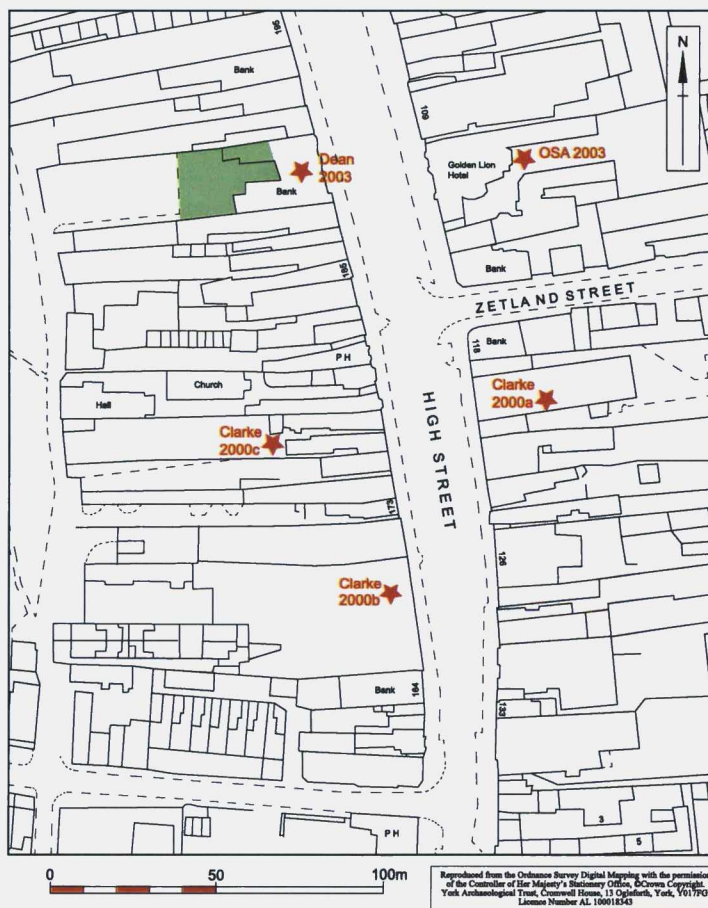 195
Bank
N
109
Dean
2003
Golden Lion
Hotel
OSA 2003
Bank
Bank
ZETLAND STREET
185
118
Bank
PH
Church
Hall
HIGH STREET
Clarke
2000a
Clarke
2000c
173
126
Clarke
2000b
Bank
164
133
PH
3
5
0
50
100m
Reproduced from the Ordnance Survey Digital Mapping with the permission
of the Controller of Her Majesty's Stationery Office, ©Crown Copyright.
York Archaeological Trust, Cromwell House, 13 Ogleforth, York, YO17FG
Licence Number AL 100018343